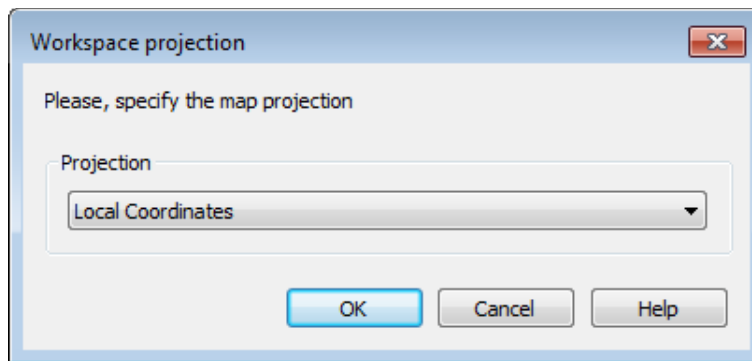 Workspace projection
Please, specify the map projection
Projection
Local Coordinates
OK Cancel Help